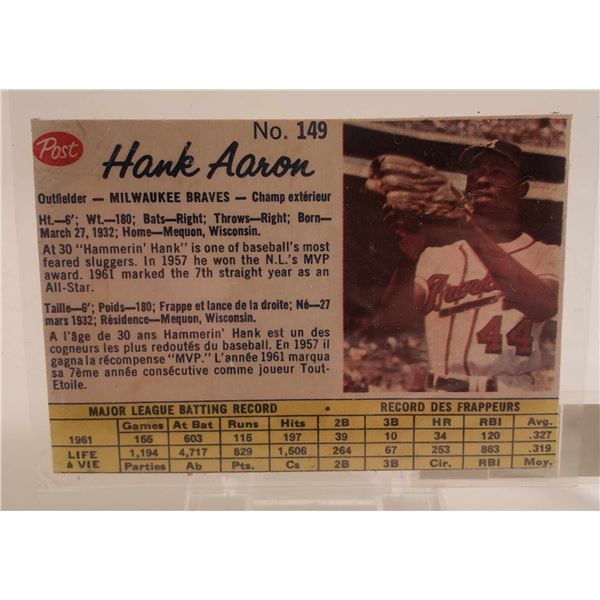 Post
No. 149
Hank Aaron
Outfielder — MILWAUKEE BRAVES — Champ extérieur
Ht.—6'; Wt.—180; Bats—Right; Throws—Right; Born—
March 27, 1932; Home—Mequon, Wisconsin.
At 30 "Hammerin' Hank" is one of baseball's most
feared sluggers. In 1957 he won the N.L.'s MVP
award. 1961 marked the 7th straight year as an
All-Star.
Taille—6'; Poids—180; Frappe et lance de la droite; Né—27
mars 1932; Résidence—Mequon, Wisconsin.
A l'âge de 30 ans Hammerin' Hank est un des
cogneurs les plus redoutés du baseball. En 1957 il
gagna la récompense "MVP." L'année 1961 marqua
sa 7ème année consécutive comme joueur Tout-
Etoile.
44
MAJOR LEAGUE BATTING RECORD • RECORD DES FRAPPEURS
Games At Bat Runs Hits 2B 3B HR RBI Avg.
1961 155 603 115 197 39 10 34 120 .327
LIFE à VIE 1,194 4,717 829 1,506 264 67 253 863 .319
Parties Ab Pts. Cs 2B 3B Cir. RBI Moy.